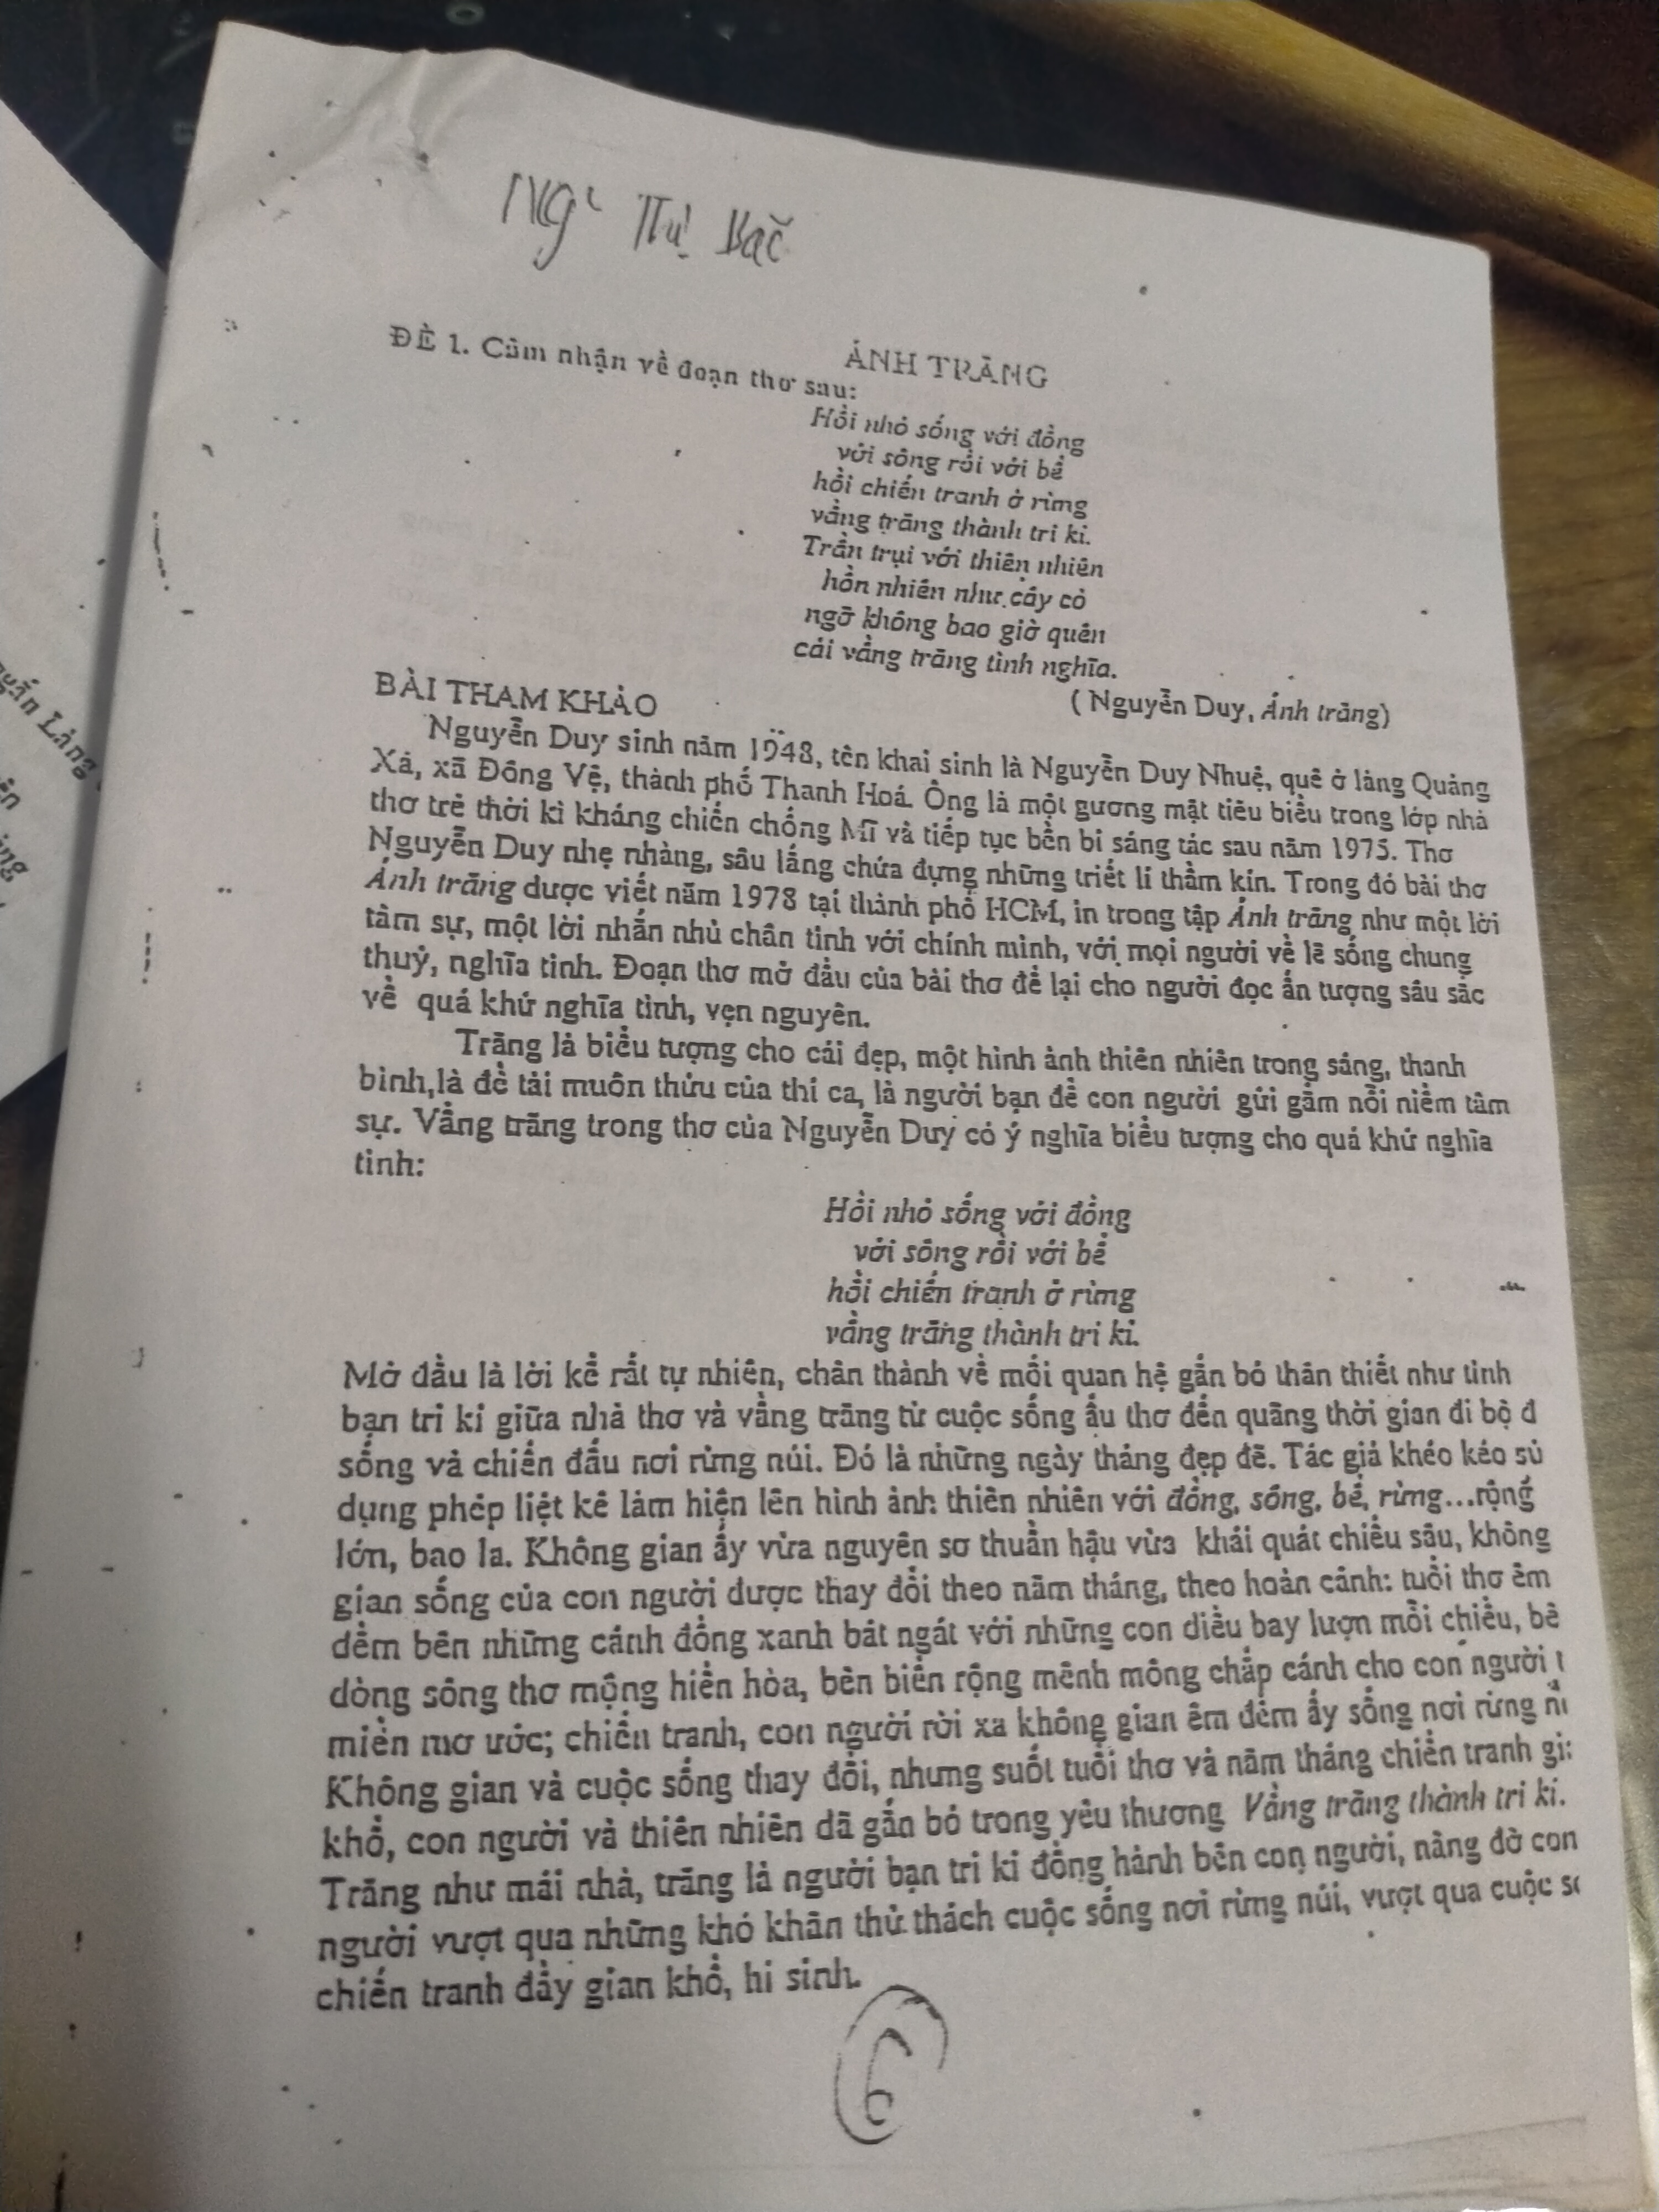 Thị Bắc
ÁNH TRĂNG
ĐỀ 1. Cảm nhận về đoạn thơ sau:
Hồi nhỏ sống với đồng
với sông rồi với bể
hồi chiến tranh ở rừng
vầng trăng thành tri kỉ.
Trần trụi với thiên nhiên
hồn nhiên như cây cỏ
ngỡ không bao giờ quên
cái vầng trăng tình nghĩa.
( Nguyễn Duy, Ánh trăng)
BÀI THAM KHẢO
Nguyễn Duy sinh năm 1948, tên khai sinh là Nguyễn Duy Nhuệ, quê ở làng Quảng
Xá, xã Đông Vệ, thành phố Thanh Hoá. Ông là một gương mặt tiêu biểu trong lớp nhà
thơ trẻ thời kì kháng chiến chống Mĩ và tiếp tục bền bỉ sáng tác sau năm 1975. Thơ
Nguyễn Duy nhẹ nhàng, sâu lắng chứa đựng những triết lí thầm kín. Trong đó bài thơ
Ánh trăng được viết năm 1978 tại thành phố HCM, in trong tập Ánh trăng như một lời
tâm sự, một lời nhắn nhủ chân tình với chính mình, với mọi người về lẽ sống chung
thuỷ, nghĩa tình. Đoạn thơ mở đầu của bài thơ để lại cho người đọc ấn tượng sâu sắc
về quá khứ nghĩa tình, vẹn nguyên.
Trăng là biểu tượng cho cái đẹp, một hình ảnh thiên nhiên trong sáng, thanh
bình,là đề tài muôn thửu của thi ca, là người bạn để con người gửi gắm nỗi niềm tâm
sự. Vầng trăng trong thơ của Nguyễn Duy có ý nghĩa biểu tượng cho quá khứ nghĩa
tình:
Hồi nhỏ sống với đồng
với sông rồi với bể
hồi chiến tranh ở rừng
vầng trăng thành tri kỉ.
Mở đầu là lời kể rất tự nhiên, chân thành về mối quan hệ gắn bó thân thiết như tình
bạn tri kỉ giữa nhà thơ và vầng trăng từ cuộc sống ấu thơ đến quãng thời gian đi bộ đ
sống và chiến đấu nơi rừng núi. Đó là những ngày tháng đẹp đẽ. Tác giả khéo kéo sử
dụng phép liệt kê làm hiện lên hình ảnh thiên nhiên với đồng, sông, bể, rừng...rộng
lớn, bao la. Không gian ấy vừa nguyên sơ thuần hậu vừa khái quát chiều sâu, không
gian sống của con người được thay đổi theo năm tháng, theo hoàn cảnh: tuổi thơ êm
đềm bên những cánh đồng xanh bát ngát với những con diều bay lượn mỗi chiều, bê
dòng sông thơ mộng hiền hòa, bên biển rộng mênh mông chắp cánh cho con người
miền mơ ước; chiến tranh, con người rời xa không gian êm đềm ấy sống nơi rừng
Không gian và cuộc sống thay đổi, nhưng suốt tuổi thơ và năm tháng chiến tranh
khổ, con người và thiên nhiên đã gắn bó trong yêu thương Vầng trăng thành tri kỉ.
Trăng như mái nhà, trăng là người bạn tri kỉ đồng hành bên con người, nâng đỡ con
người vượt qua những khó khăn thử thách cuộc sống nơi rừng núi, vượt qua cuộc
chiến tranh đầy gian khổ, hi sinh.
6